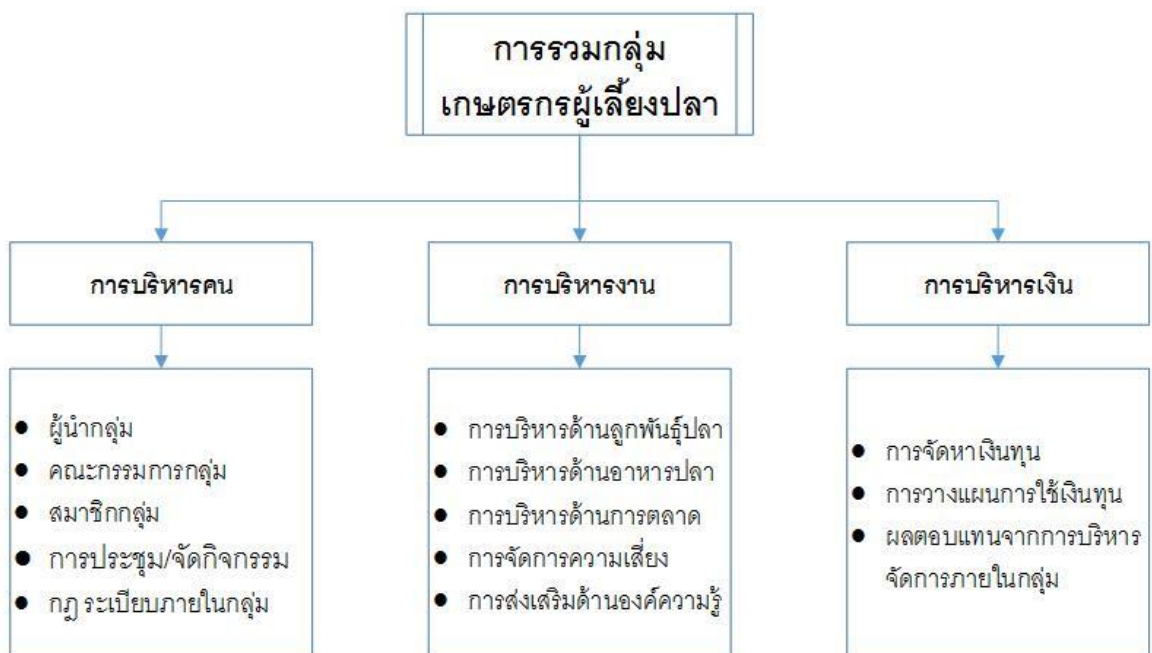 การรวมกลุ่ม
เกษตรกรผู้เลี้ยงปลา
การบริหารคน
การบริหารงาน
การบริหารเงิน
● ผู้นำกลุ่ม
● คณะกรรมการกลุ่ม
● สมาชิกกลุ่ม
● การประชุม/จัดกิจกรรม
● กฎ ระเบียบภายในกลุ่ม
● การบริหารด้านลูกพันธุ์ปลา
● การบริหารด้านอาหารปลา
● การบริหารด้านการตลาด
● การจัดการความเสี่ยง
● การส่งเสริมด้านองค์ความรู้
● การจัดหาเงินทุน
● การวางแผนการใช้เงินทุน
● ผลตอบแทนจากการบริหาร
จัดการภายในกลุ่ม